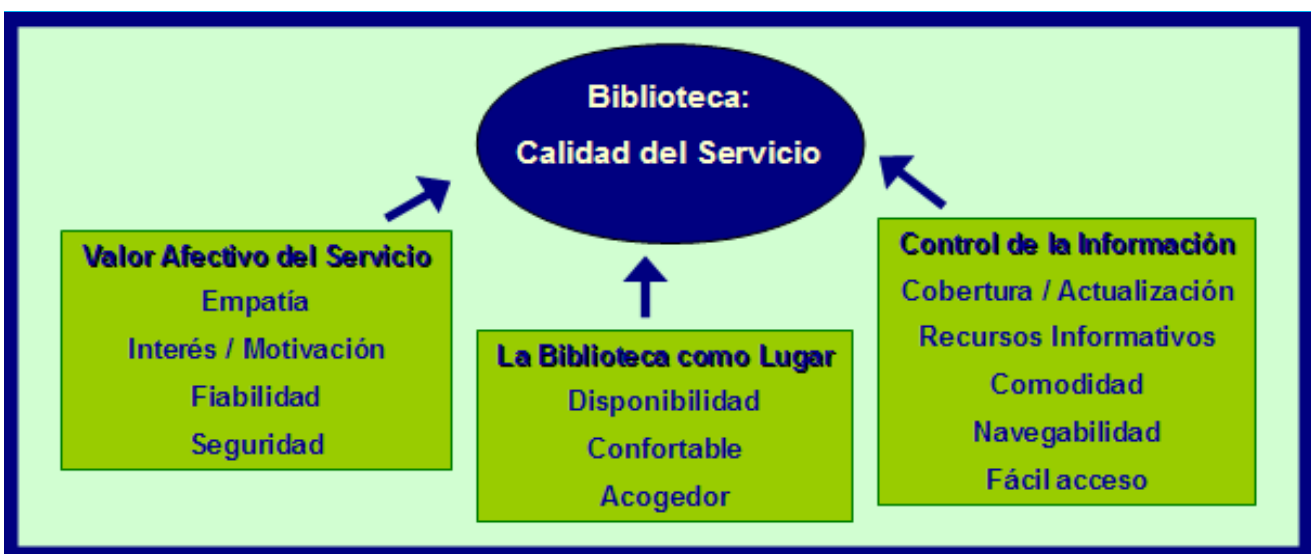 Biblioteca:
Calidad del Servicio
Valor Afectivo del Servicio
Empatía
Interés / Motivación
Fiabilidad
Seguridad
La Biblioteca como Lugar
Disponibilidad
Confortable
Acogedor
Control de la Información
Cobertura / Actualización
Recursos Informativos
Comodidad
Navegabilidad
Fácil acceso